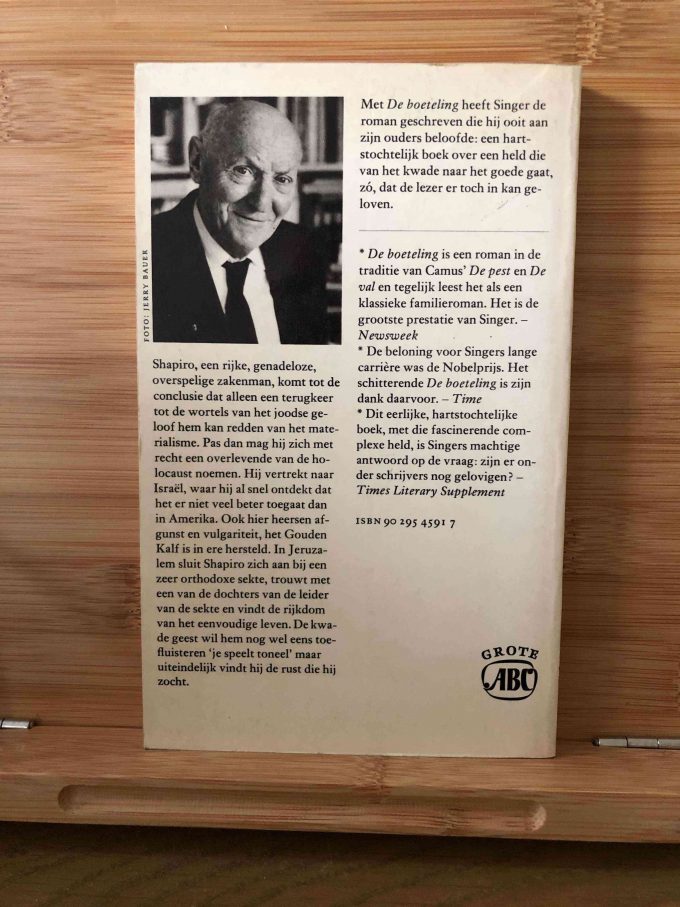 FOTO: JERRY BAUER
Shapiro, een rijke, genadeloze,
overspelige zakenman, komt tot de
conclusie dat alleen een terugkeer
tot de wortels van het joodse ge-
loof hem kan redden van het mate-
rialisme. Pas dan mag hij zich met
recht een overlevende van de ho-
locaust noemen. Hij vertrekt naar
Israël, waar hij al snel ontdekt dat
het er niet veel beter toegaat dan
in Amerika. Ook hier heersen af-
gunst en vulgariteit, het Gouden
Kalf is in ere hersteld. In Jeruza-
lem sluit Shapiro zich aan bij een
zeer orthodoxe sekte, trouwt met
een van de dochters van de leider
van de sekte en vindt de rijkdom
van het eenvoudige leven. De kwa-
de geest wil hem nog wel eens toe-
fluisteren ‘je speelt toneel’ maar
uiteindelijk vindt hij de rust die hij
zocht.
Met De boeteling heeft Singer de
roman geschreven die hij ooit aan
zijn ouders beloofde: een hart-
stochtelijk boek over een held die
van het kwade naar het goede gaat,
zó, dat de lezer er toch in kan ge-
loven.
* De boeteling is een roman in de
traditie van Camus’ De pest en De
val en tegelijk leest het als een
klassieke familieroman. Het is de
grootste prestatie van Singer. –
Newsweek
* De beloning voor Singers lange
carrière was de Nobelprijs. Het
schitterende De boeteling is zijn
dank daarvoor. – Time
* Dit eerlijke, hartstochtelijke
boek, met die fascinerende com-
plexe held, is Singers machtige
antwoord op de vraag: zijn er on-
der schrijvers nog gelovigen? –
Times Literary Supplement
ISBN 90 295 4591 7
GROTE
ABC